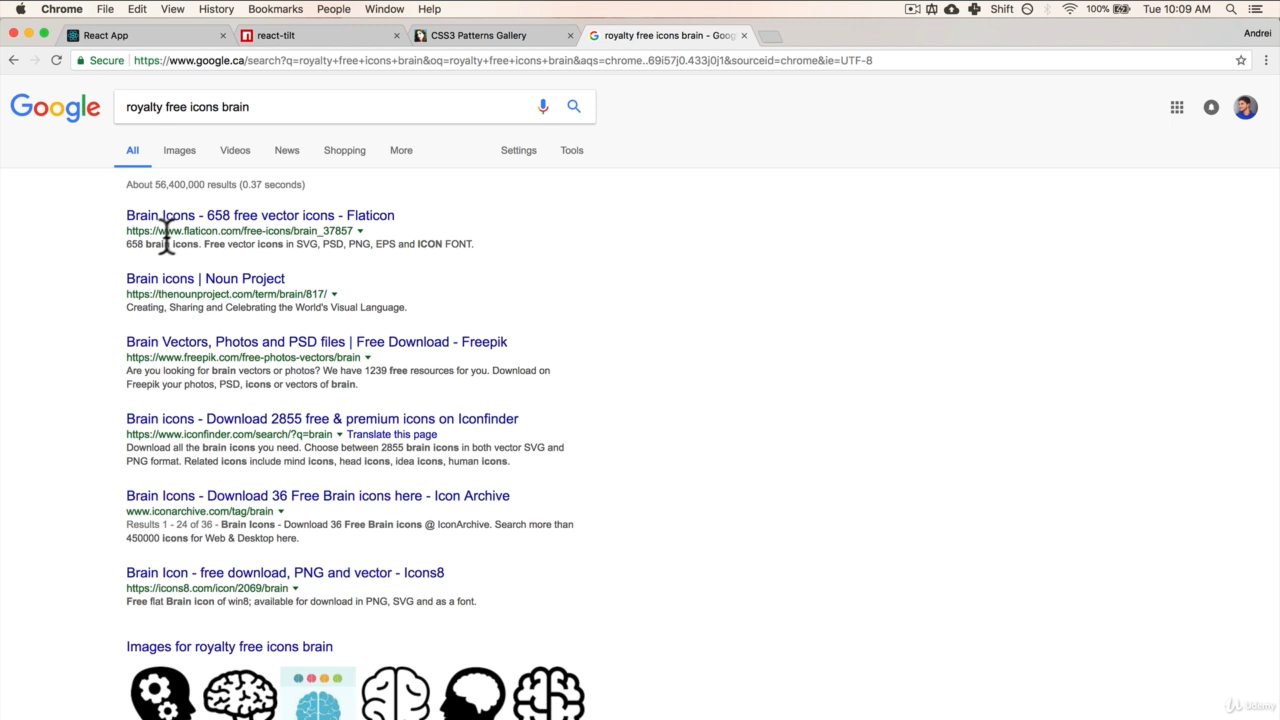 Chrome File Edit View History Bookmarks People Window Help Shift 100% Tue 10:09 AM
React App react-tilt CSS3 Patterns Gallery royalty free icons brain - Goog Andrei
Secure https://www.google.ca/search?q=royalty+free+icons+brain&oq=royalty+free+icons+brain&aqs=chrome..69i57j0.433j0j1&sourceid=chrome&ie=UTF-8
Google royalty free icons brain
All Images Videos News Shopping More Settings Tools
About 56,400,000 results (0.37 seconds)
Brain Icons - 658 free vector icons - Flaticon
https://www.flaticon.com/free-icons/brain_37857
658 brain icons. Free vector icons in SVG, PSD, PNG, EPS and ICON FONT.
Brain icons | Noun Project
https://thenounproject.com/term/brain/817/
Creating, Sharing and Celebrating the World's Visual Language.
Brain Vectors, Photos and PSD files | Free Download - Freepik
https://www.freepik.com/free-photos-vectors/brain
Are you looking for brain vectors or photos? We have 1239 free resources for you. Download on
Freepik your photos, PSD, icons or vectors of brain.
Brain icons - Download 2855 free & premium icons on Iconfinder
https://www.iconfinder.com/search/?q=brain Translate this page
Download all the brain icons you need. Choose between 2855 brain icons in both vector SVG and
PNG format. Related icons include mind icons, head icons, idea icons, human icons.
Brain Icons - Download 36 Free Brain icons here - Icon Archive
www.iconarchive.com/tag/brain
Results 1 - 24 of 36 - Brain Icons - Download 36 Free Brain icons @ IconArchive. Search more than
450000 icons for Web & Desktop here.
Brain Icon - free download, PNG and vector - Icons8
https://icons8.com/icon/2069/brain
Free flat Brain icon of win8; available for download in PNG, SVG and as a font.
Images for royalty free icons brain
Udemy